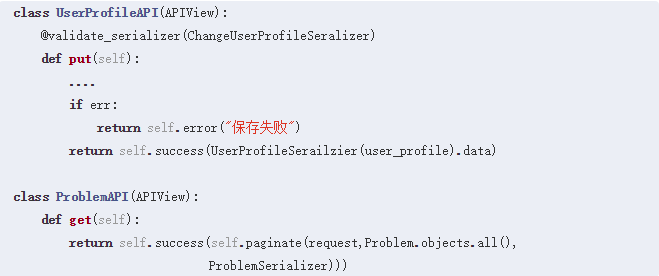 class UserProfileAPI(APIView):
    @validate_serializer(ChangeUserProfileSeralizer)
    def put(self):
        ....
        if err:
            return self.error("保存失败")
        return self.success(UserProfileSerailzier(user_profile).data)

class ProblemAPI(APIView):
    def get(self):
        return self.success(self.paginate(request,Problem.objects.all(),
                            ProblemSerializer)))